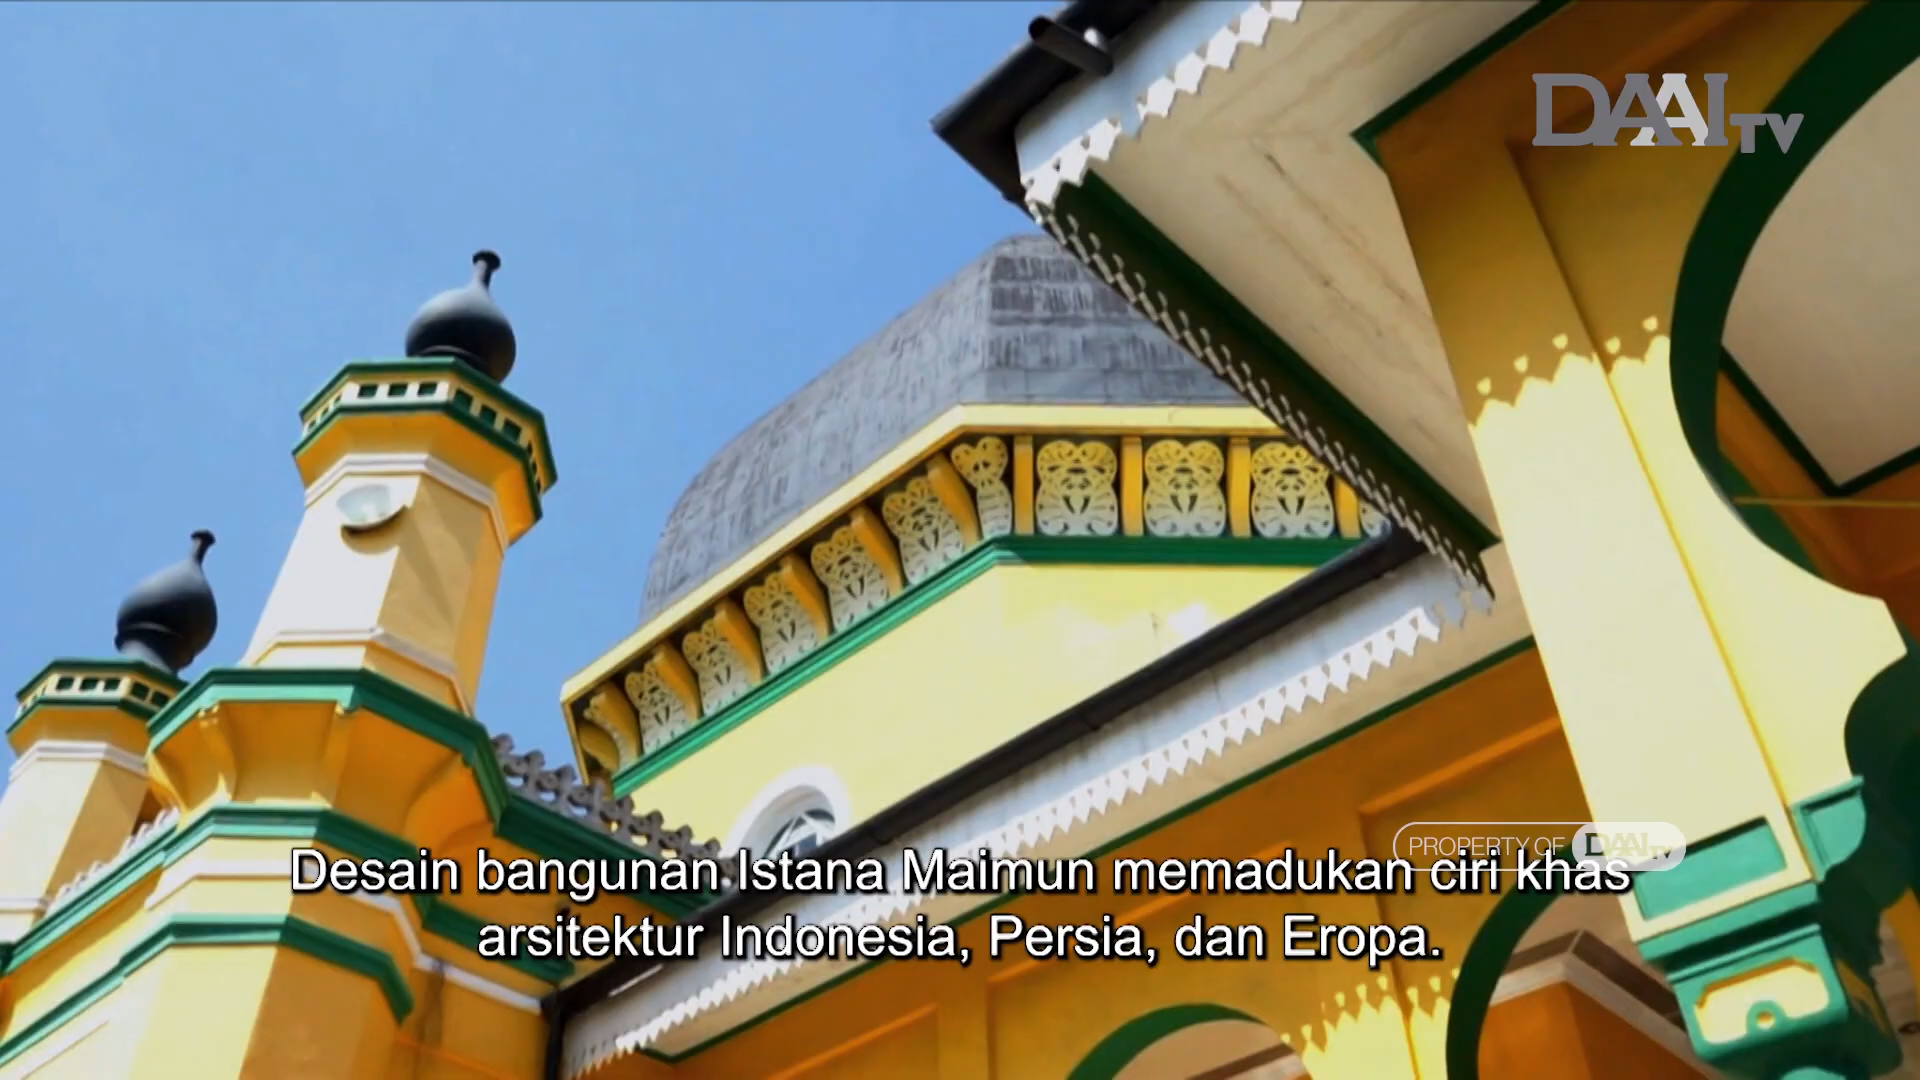 DAAI TV
PROPERTY OF DAAI TV
Desain bangunan Istana Maimun memadukan ciri khas
arsitektur Indonesia, Persia, dan Eropa.